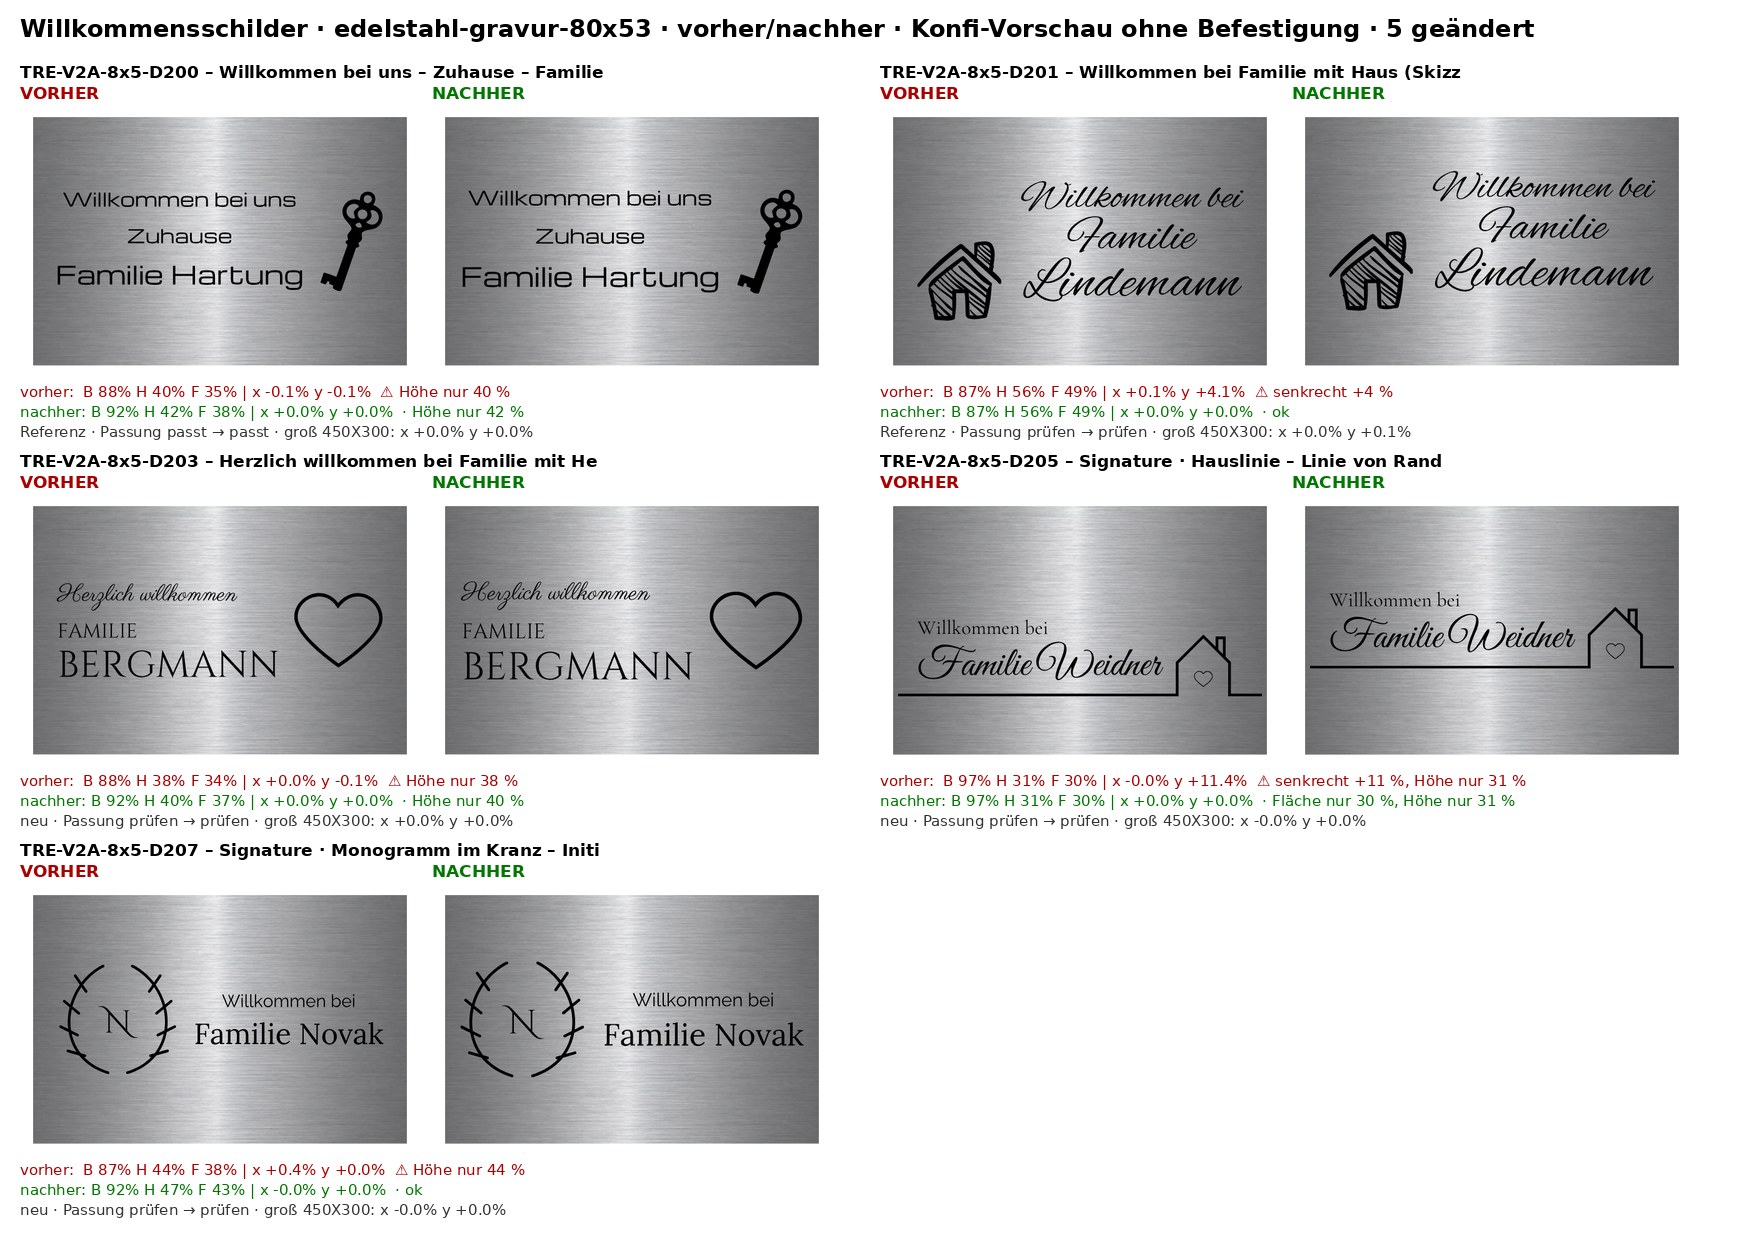 Willkommensschilder · edelstahl-gravur-80x53 · vorher/nachher · Konfi-Vorschau ohne Befestigung · 5 geändert
TRE-V2A-8x5-D200 – Willkommen bei uns – Zuhause – Familie
VORHER
NACHHER
Willkommen bei uns
Zuhause
Familie Hartung
Willkommen bei uns
Zuhause
Familie Hartung
vorher: B 88% H 40% F 35% | x -0.1% y -0.1% ⚠ Höhe nur 40 %
nachher: B 92% H 42% F 38% | x +0.0% y +0.0% · Höhe nur 42 %
Referenz · Passung passt → passt · groß 450X300: x +0.0% y +0.0%
TRE-V2A-8x5-D201 – Willkommen bei Familie mit Haus (Skizz
VORHER
NACHHER
Willkommen bei
Familie
Lindemann
Willkommen bei
Familie
Lindemann
vorher: B 87% H 56% F 49% | x +0.1% y +4.1% ⚠ senkrecht +4 %
nachher: B 87% H 56% F 49% | x +0.0% y +0.0% · ok
Referenz · Passung prüfen → prüfen · groß 450X300: x +0.0% y +0.1%
TRE-V2A-8x5-D203 – Herzlich willkommen bei Familie mit He
VORHER
NACHHER
Herzlich willkommen
FAMILIE
BERGMANN
Herzlich willkommen
FAMILIE
BERGMANN
vorher: B 88% H 38% F 34% | x +0.0% y -0.1% ⚠ Höhe nur 38 %
nachher: B 92% H 40% F 37% | x +0.0% y +0.0% · Höhe nur 40 %
neu · Passung prüfen → prüfen · groß 450X300: x +0.0% y +0.0%
TRE-V2A-8x5-D205 – Signature · Hauslinie – Linie von Rand
VORHER
NACHHER
Willkommen bei
Familie Weidner
Willkommen bei
Familie Weidner
vorher: B 97% H 31% F 30% | x -0.0% y +11.4% ⚠ senkrecht +11 %, Höhe nur 31 %
nachher: B 97% H 31% F 30% | x +0.0% y +0.0% · Fläche nur 30 %, Höhe nur 31 %
neu · Passung prüfen → prüfen · groß 450X300: x -0.0% y +0.0%
TRE-V2A-8x5-D207 – Signature · Monogramm im Kranz – Initi
VORHER
NACHHER
N
Willkommen bei
Familie Novak
N
Willkommen bei
Familie Novak
vorher: B 87% H 44% F 38% | x +0.4% y +0.0% ⚠ Höhe nur 44 %
nachher: B 92% H 47% F 43% | x -0.0% y +0.0% · ok
neu · Passung prüfen → prüfen · groß 450X300: x -0.0% y +0.0%